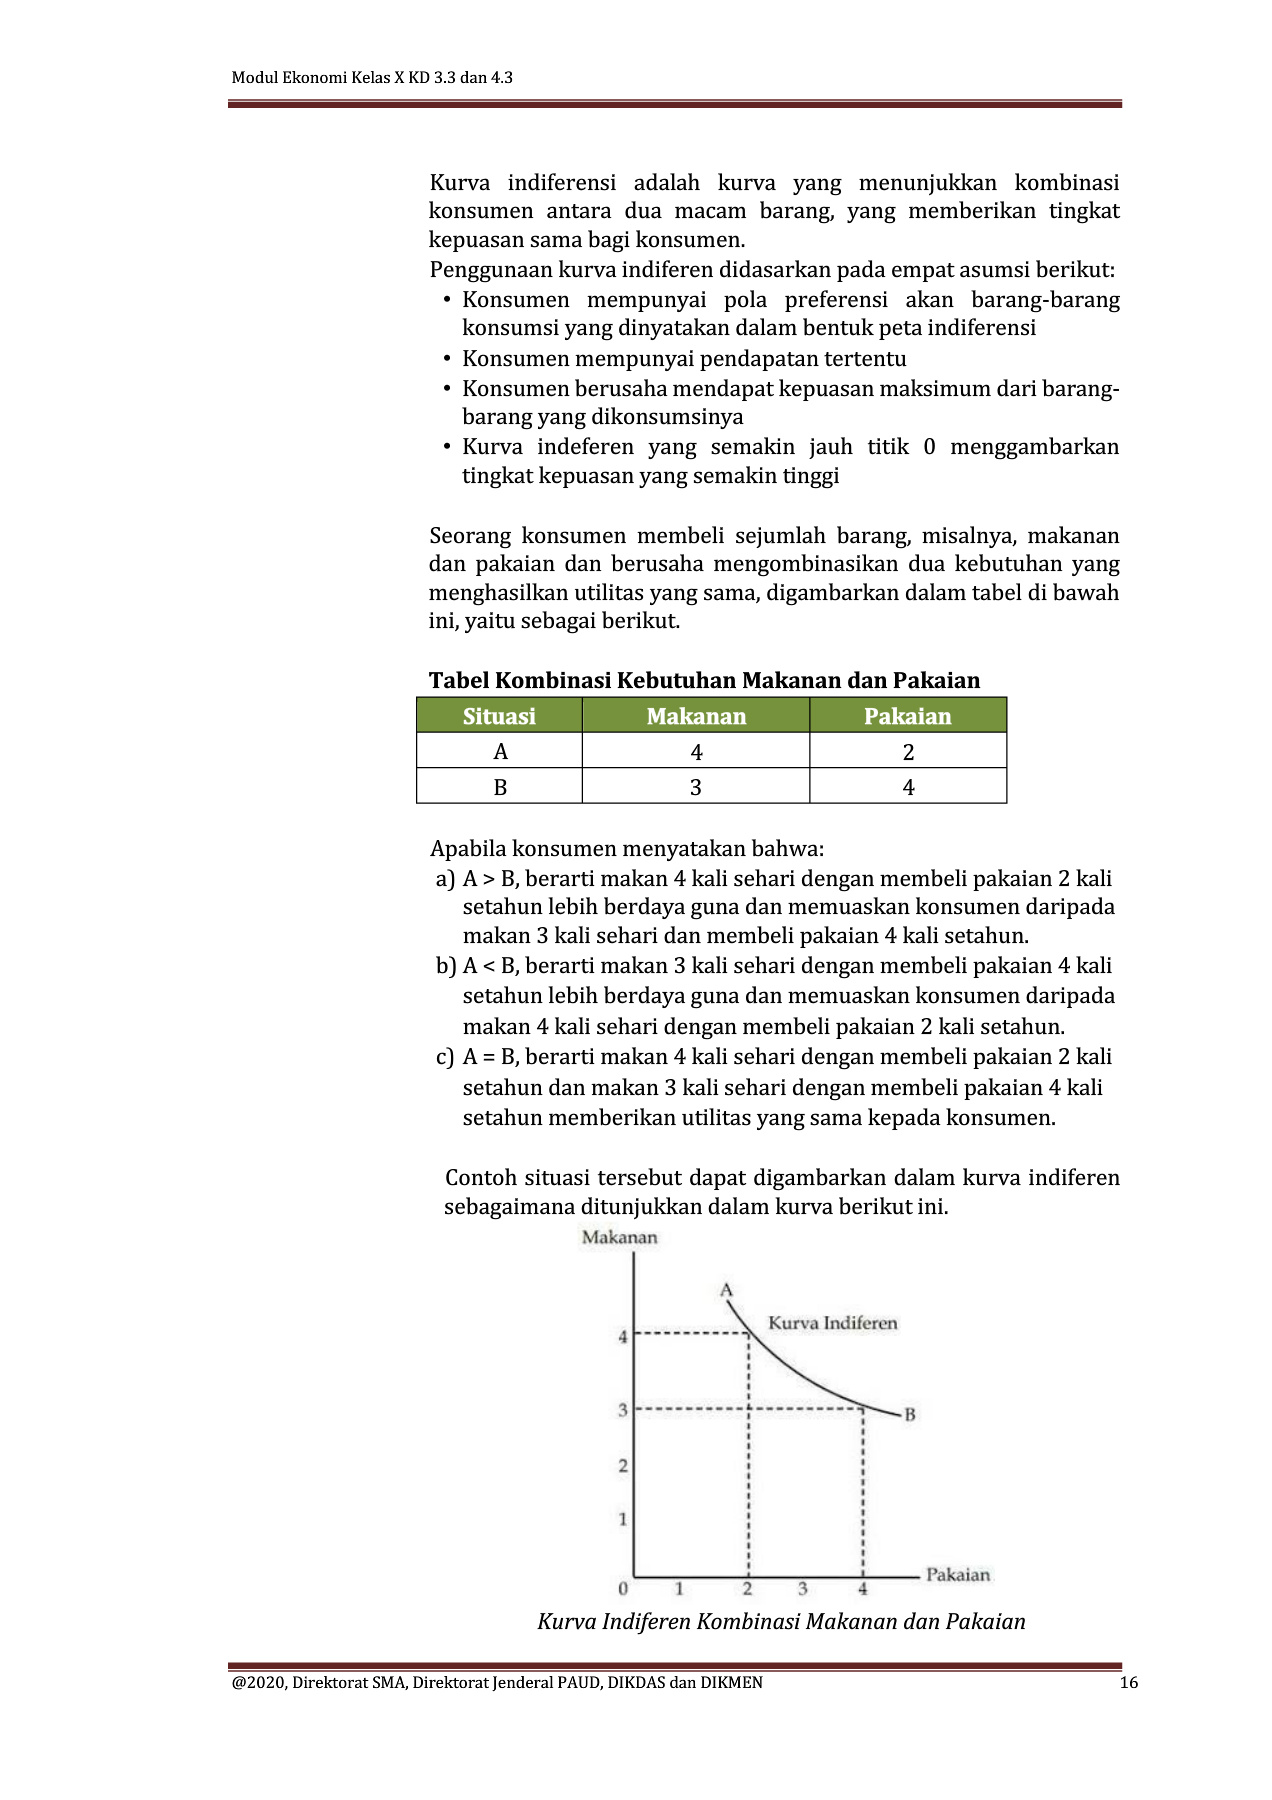 Modul Ekonomi Kelas X KD 3.3 dan 4.3
Kurva indiferensi adalah kurva yang menunjukkan kombinasi
konsumen antara dua macam barang, yang memberikan tingkat
kepuasan sama bagi konsumen.
Penggunaan kurva indiferen didasarkan pada empat asumsi berikut:
• Konsumen mempunyai pola preferensi akan barang-barang
konsumsi yang dinyatakan dalam bentuk peta indiferensi
• Konsumen mempunyai pendapatan tertentu
• Konsumen berusaha mendapat kepuasan maksimum dari barang-
barang yang dikonsumsinya
• Kurva indeferen yang semakin jauh titik 0 menggambarkan
tingkat kepuasan yang semakin tinggi
Seorang konsumen membeli sejumlah barang, misalnya, makanan
dan pakaian dan berusaha mengombinasikan dua kebutuhan yang
menghasilkan utilitas yang sama, digambarkan dalam tabel di bawah
ini, yaitu sebagai berikut.
Tabel Kombinasi Kebutuhan Makanan dan Pakaian
Situasi Makanan Pakaian
A 4 2
B 3 4
Apabila konsumen menyatakan bahwa:
a) A > B, berarti makan 4 kali sehari dengan membeli pakaian 2 kali
setahun lebih berdaya guna dan memuaskan konsumen daripada
makan 3 kali sehari dan membeli pakaian 4 kali setahun.
b) A < B, berarti makan 3 kali sehari dengan membeli pakaian 4 kali
setahun lebih berdaya guna dan memuaskan konsumen daripada
makan 4 kali sehari dengan membeli pakaian 2 kali setahun.
c) A = B, berarti makan 4 kali sehari dengan membeli pakaian 2 kali
setahun dan makan 3 kali sehari dengan membeli pakaian 4 kali
setahun memberikan utilitas yang sama kepada konsumen.
Contoh situasi tersebut dapat digambarkan dalam kurva indiferen
sebagaimana ditunjukkan dalam kurva berikut ini.
Makanan
A
Kurva Indiferen
4
3
B
2
1
Pakaian
0 1 2 3 4
Kurva Indiferen Kombinasi Makanan dan Pakaian
@2020, Direktorat SMA, Direktorat Jenderal PAUD, DIKDAS dan DIKMEN 16